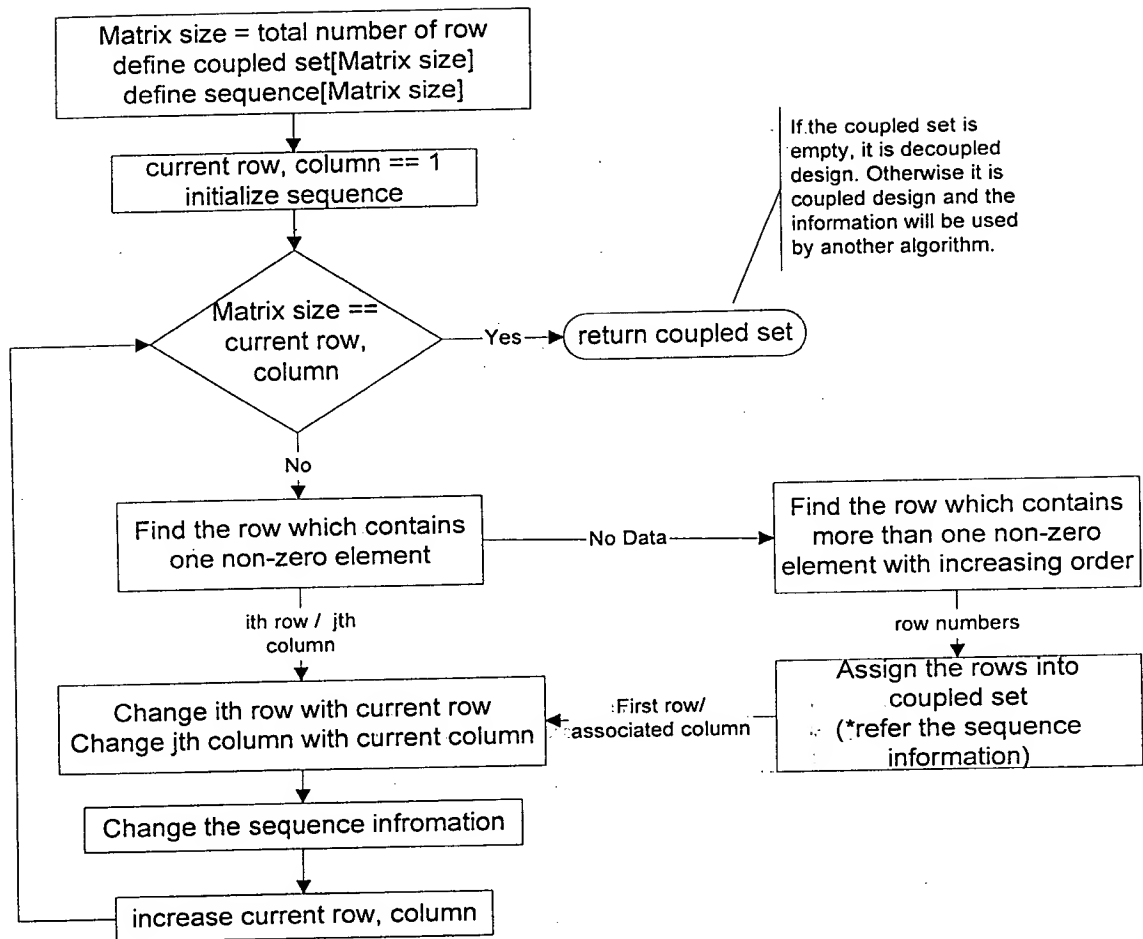 Matrix size = total number of row
define coupled set[Matrix size]
define sequence[Matrix size]
current row, column == 1
initialize sequence
If the coupled set is
empty, it is decoupled
design. Otherwise it is
coupled design and the
information will be used
by another algorithm.
Matrix size ==
current row,
column
Yes
return coupled set
No
Find the row which contains
one non-zero element
No Data
Find the row which contains
more than one non-zero
element with increasing order
ith row / jth
column
row numbers
Assign the rows into
coupled set
(*refer the sequence
information)
First row/
associated column
Change ith row with current row
Change jth column with current column
Change the sequence infromation
increase current row, column